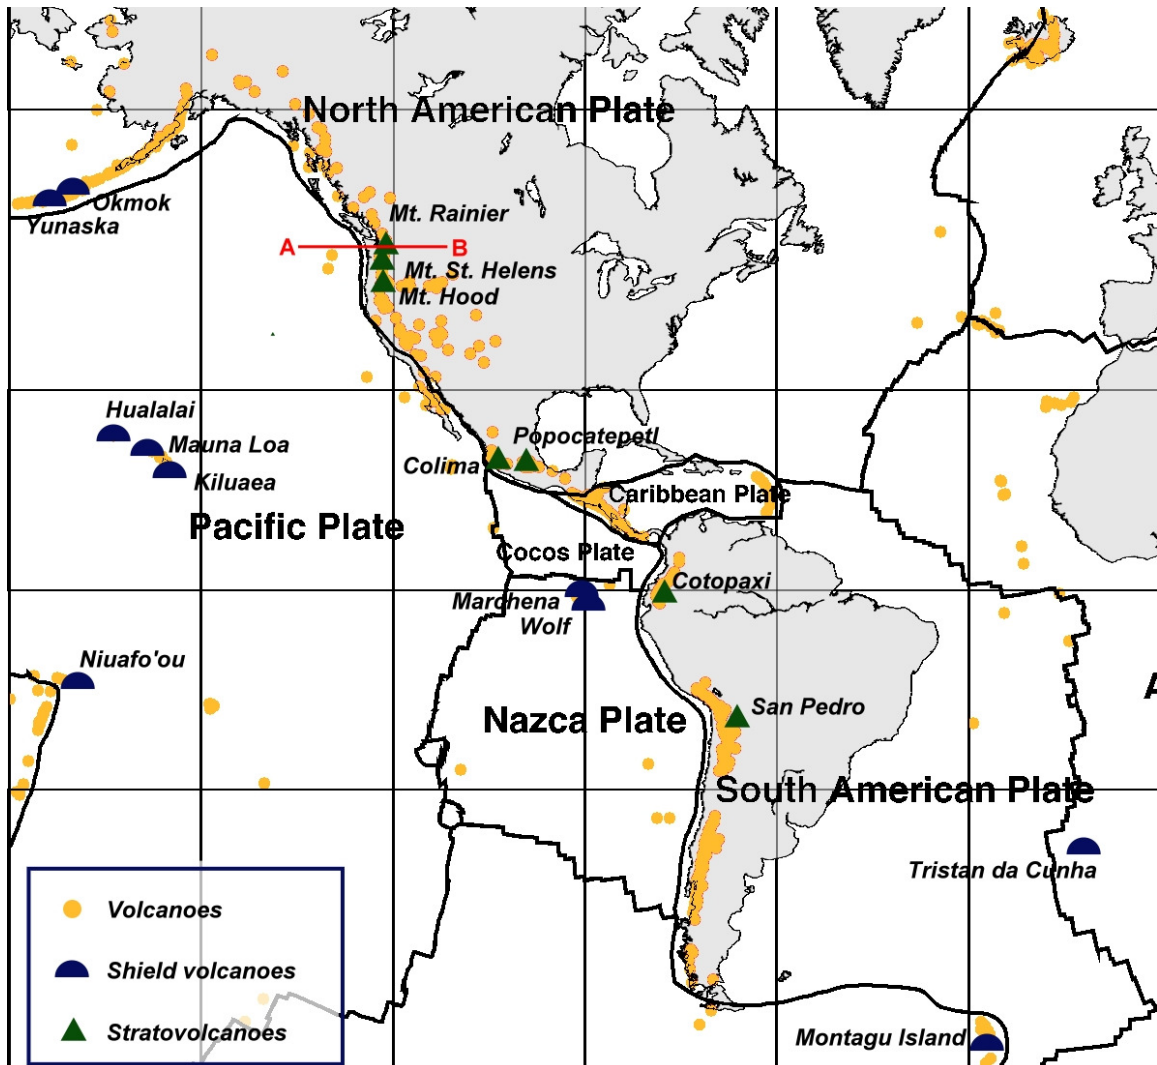 North American Plate
Okmok
Yunaska
Mt. Rainier
A
B
Mt. St. Helens
Mt. Hood
Hualalai
Mauna Loa
Kiluaea
Popocatepetl
Colima
Caribbean Plate
Pacific Plate
Cocos Plate
Cotopaxi
Marchena
Wolf
Niuafo'ou
A
San Pedro
Nazca Plate
South American Plate
Tristan da Cunha
Volcanoes
Shield volcanoes
Stratovolcanoes
Montagu Island